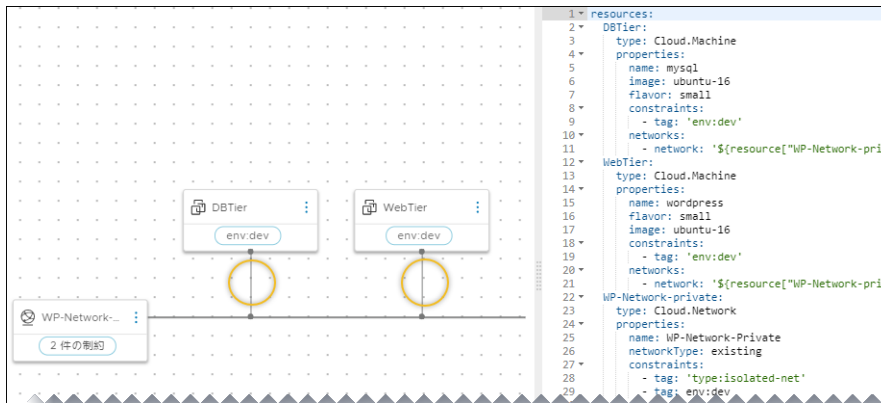 DBTier
env:dev
WebTier
env:dev
WP-Network-...
2 件の制約
1 resources:
2 DBTier:
3 type: Cloud.Machine
4 properties:
5 name: mysql
6 image: ubuntu-16
7 flavor: small
8 constraints:
9 - tag: 'env:dev'
10 networks:
11 - network: '${resource["WP-Network-pri
12 WebTier:
13 type: Cloud.Machine
14 properties:
15 name: wordpress
16 flavor: small
17 image: ubuntu-16
18 constraints:
19 - tag: 'env:dev'
20 networks:
21 - network: '${resource["WP-Network-pri
22 WP-Network-private:
23 type: Cloud.Network
24 properties:
25 name: WP-Network-Private
26 networkType: existing
27 constraints:
28 - tag: 'type:isolated-net'
29 - tag: env:dev